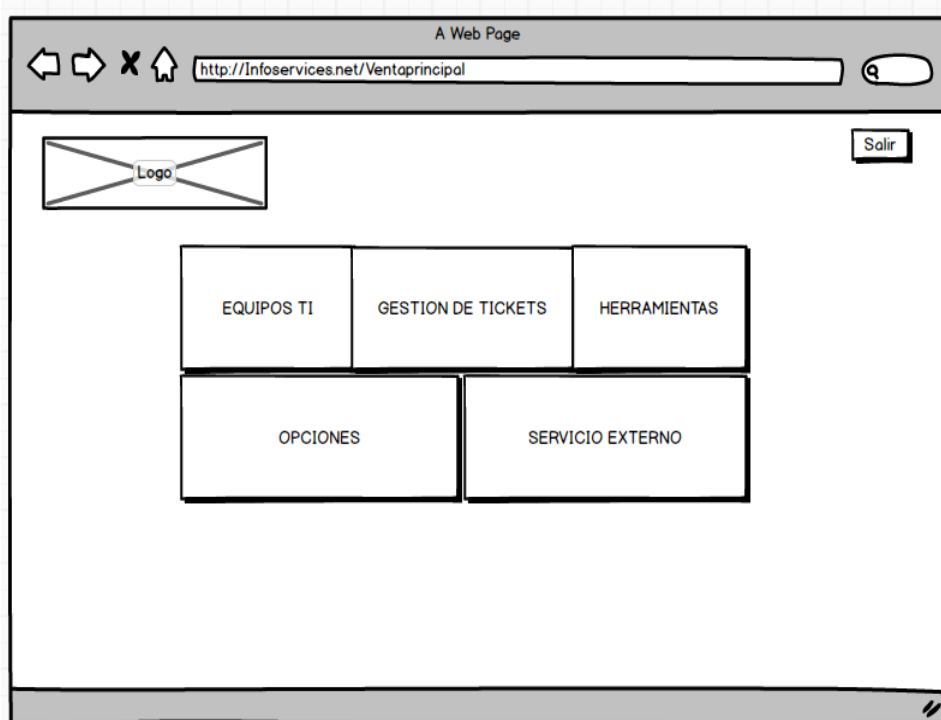 A Web Page
http://Infoservices.net/Ventaprincipal
Logo
Salir
EQUIPOS TI
GESTION DE TICKETS
HERRAMIENTAS
OPCIONES
SERVICIO EXTERNO